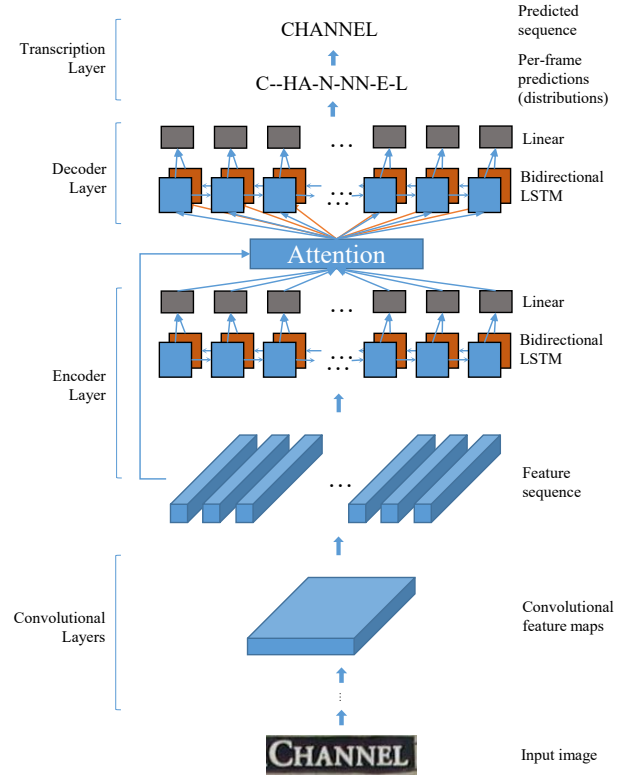 Transcription
Layer
CHANNEL
Predicted
sequence
C--HA-N-NN-E-L
Per-frame
predictions
(distributions)
Decoder
Layer
...
Linear
Bidirectional
LSTM
...
Attention
Encoder
Layer
...
Linear
Bidirectional
LSTM
...
...
Feature
sequence
Convolutional
Layers
Convolutional
feature maps
...
CHANNEL
Input image